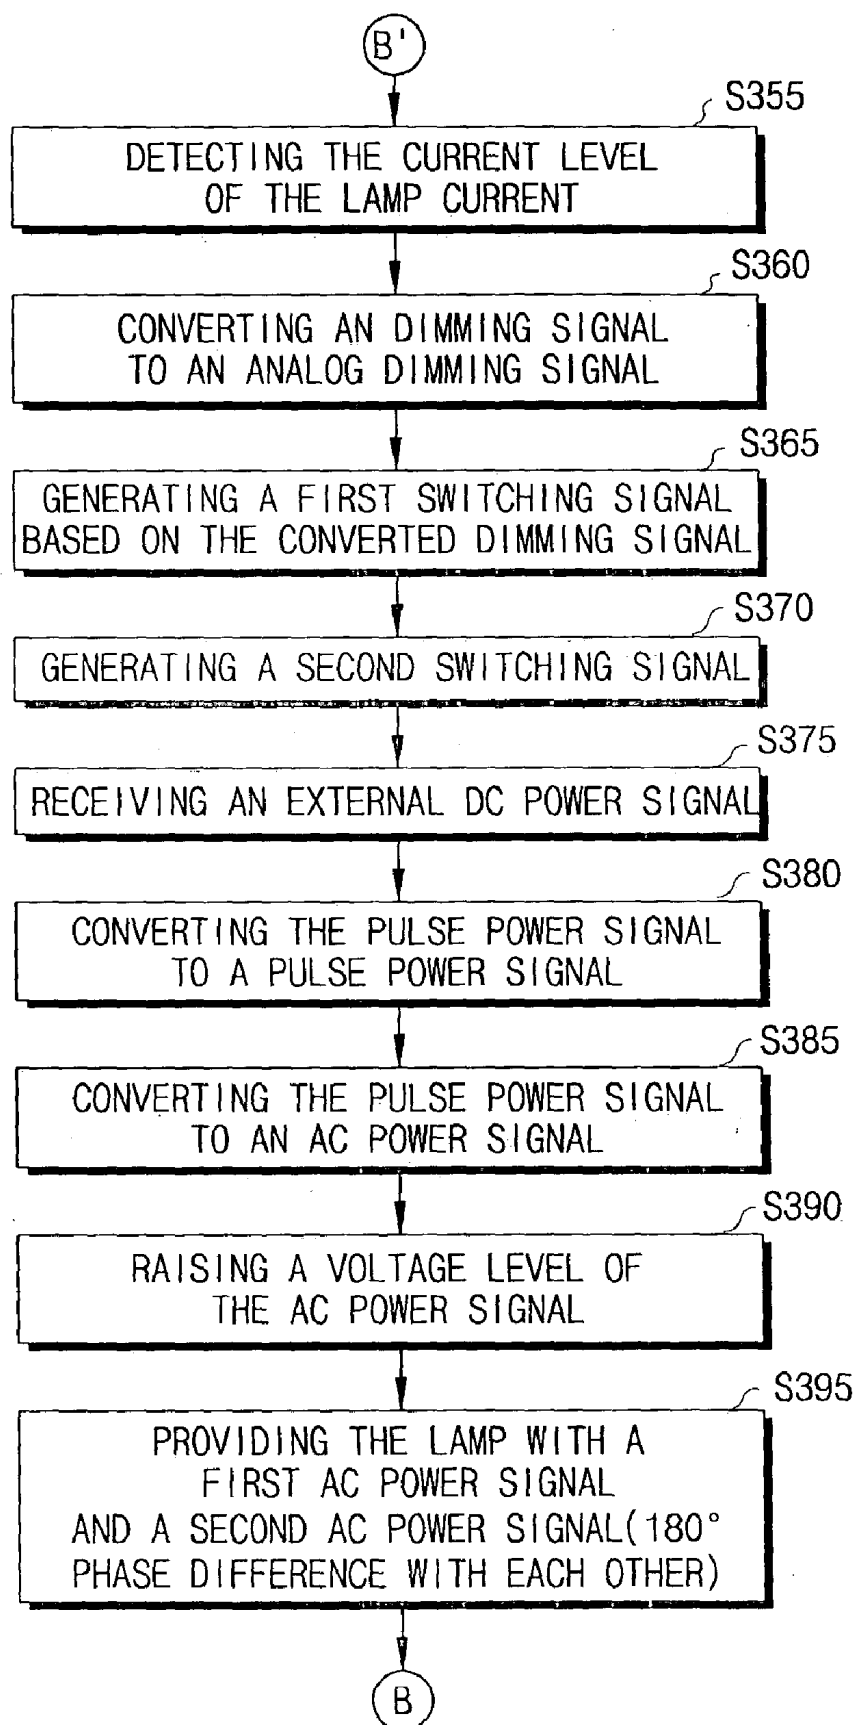 B'
S355
DETECTING THE CURRENT LEVEL
OF THE LAMP CURRENT
S360
CONVERTING AN DIMMING SIGNAL
TO AN ANALOG DIMMING SIGNAL
S365
GENERATING A FIRST SWITCHING SIGNAL
BASED ON THE CONVERTED DIMMING SIGNAL
S370
GENERATING A SECOND SWITCHING SIGNAL
S375
RECEIVING AN EXTERNAL DC POWER SIGNAL
S380
CONVERTING THE PULSE POWER SIGNAL
TO A PULSE POWER SIGNAL
S385
CONVERTING THE PULSE POWER SIGNAL
TO AN AC POWER SIGNAL
S390
RAISING A VOLTAGE LEVEL OF
THE AC POWER SIGNAL
S395
PROVIDING THE LAMP WITH A
FIRST AC POWER SIGNAL
AND A SECOND AC POWER SIGNAL(180°
PHASE DIFFERENCE WITH EACH OTHER)
B